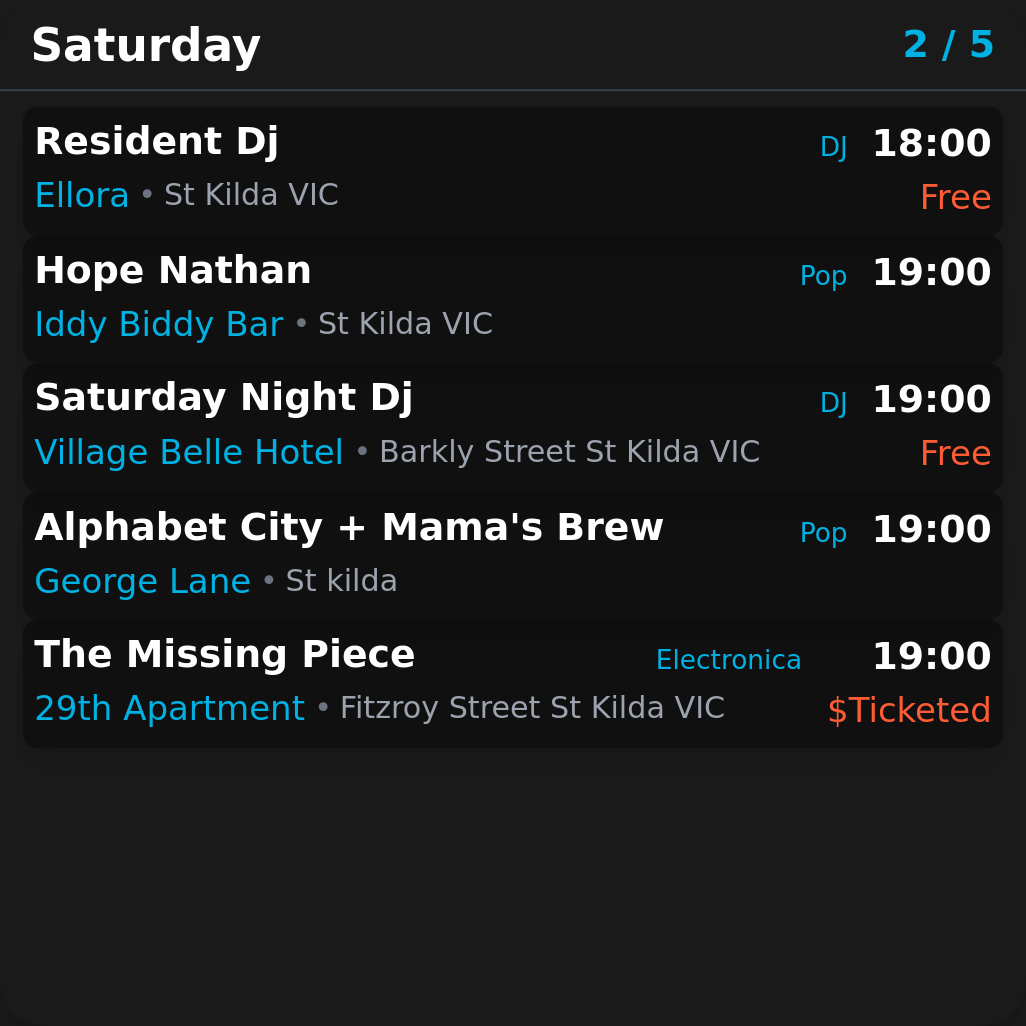 Saturday 2 / 5
Resident Dj DJ 18:00
Ellora • St Kilda VIC Free
Hope Nathan Pop 19:00
Iddy Biddy Bar • St Kilda VIC
Saturday Night Dj DJ 19:00
Village Belle Hotel • Barkly Street St Kilda VIC Free
Alphabet City + Mama's Brew Pop 19:00
George Lane • St kilda
The Missing Piece Electronica 19:00
29th Apartment • Fitzroy Street St Kilda VIC $Ticketed